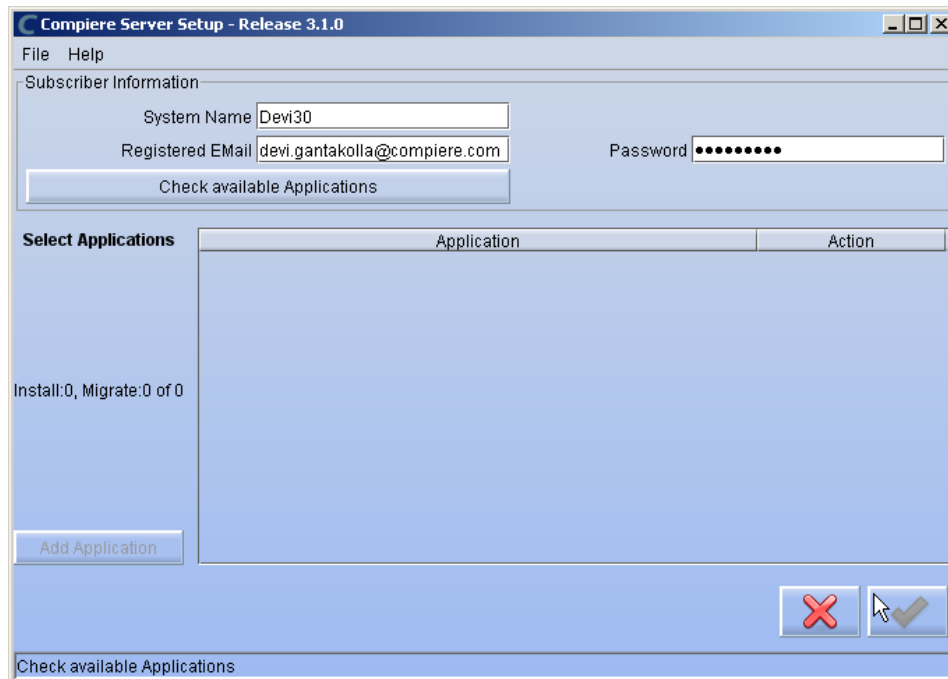 Compiere Server Setup - Release 3.1.0
File Help
Subscriber Information
System Name Devi30
Registered EMail devi.gantakolla@compiere.com Password ●●●●●●●●●
Check available Applications
Select Applications Application Action
Install:0, Migrate:0 of 0
Add Application
Check available Applications